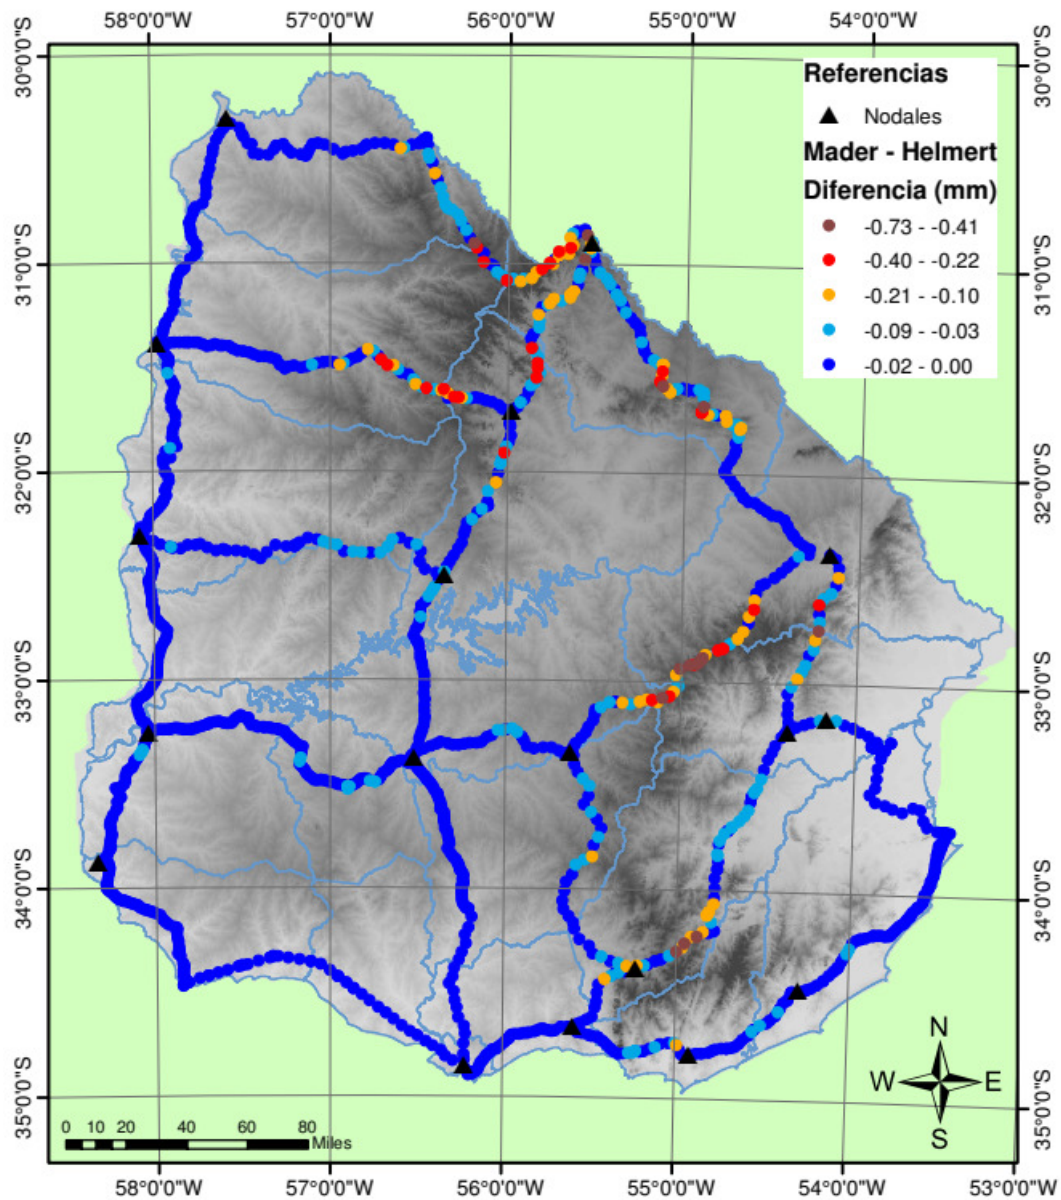 58°0'0"W 57°0'0"W 56°0'0"W 55°0'0"W 54°0'0"W
30°0'0"S
31°0'0"S
32°0'0"S
33°0'0"S
34°0'0"S
35°0'0"S
30°0'0"S
31°0'0"S
32°0'0"S
33°0'0"S
34°0'0"S
35°0'0"S
Referencias
Nodales
Mader - Helmert
Diferencia (mm)
-0.73 - -0.41
-0.40 - -0.22
-0.21 - -0.10
-0.09 - -0.03
-0.02 - 0.00
N
W E
S
0 10 20 40 60 80
Miles
58°0'0"W 57°0'0"W 56°0'0"W 55°0'0"W 54°0'0"W 53°0'0"W